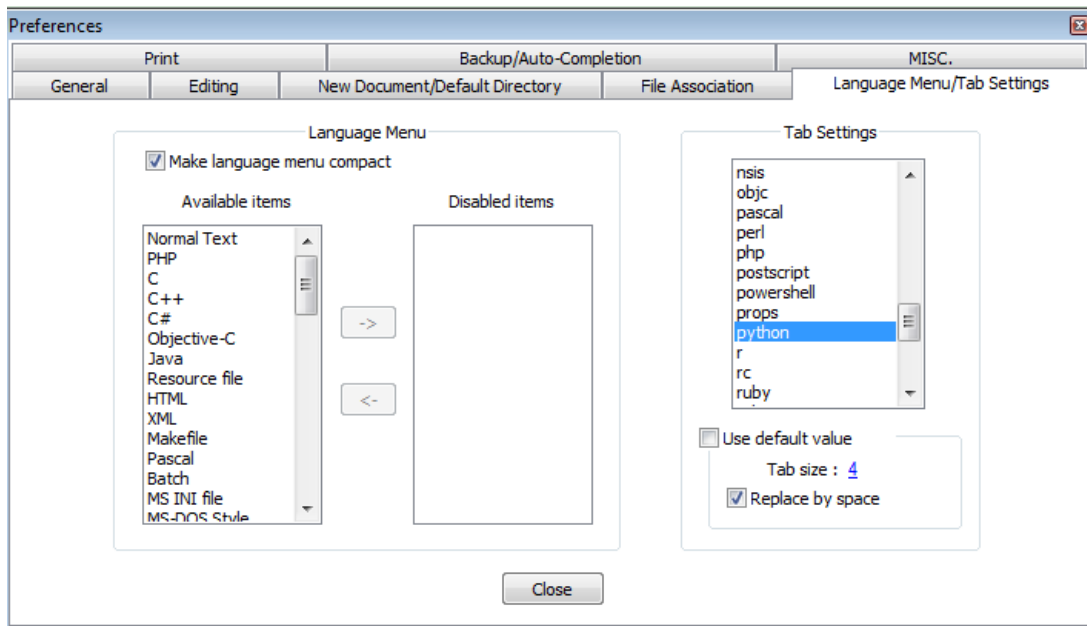 Preferences
Print
Backup/Auto-Completion
MISC.
General
Editing
New Document/Default Directory
File Association
Language Menu/Tab Settings
Language Menu
Make language menu compact
Available items
Disabled items
Normal Text
PHP
C
C++
C#
Objective-C
Java
Resource file
HTML
XML
Makefile
Pascal
Batch
MS INI file
MS-DOS Style
->
<-
Tab Settings
nsis
objc
pascal
perl
php
postscript
powershell
props
python
r
rc
ruby
Use default value
Tab size : 4
Replace by space
Close